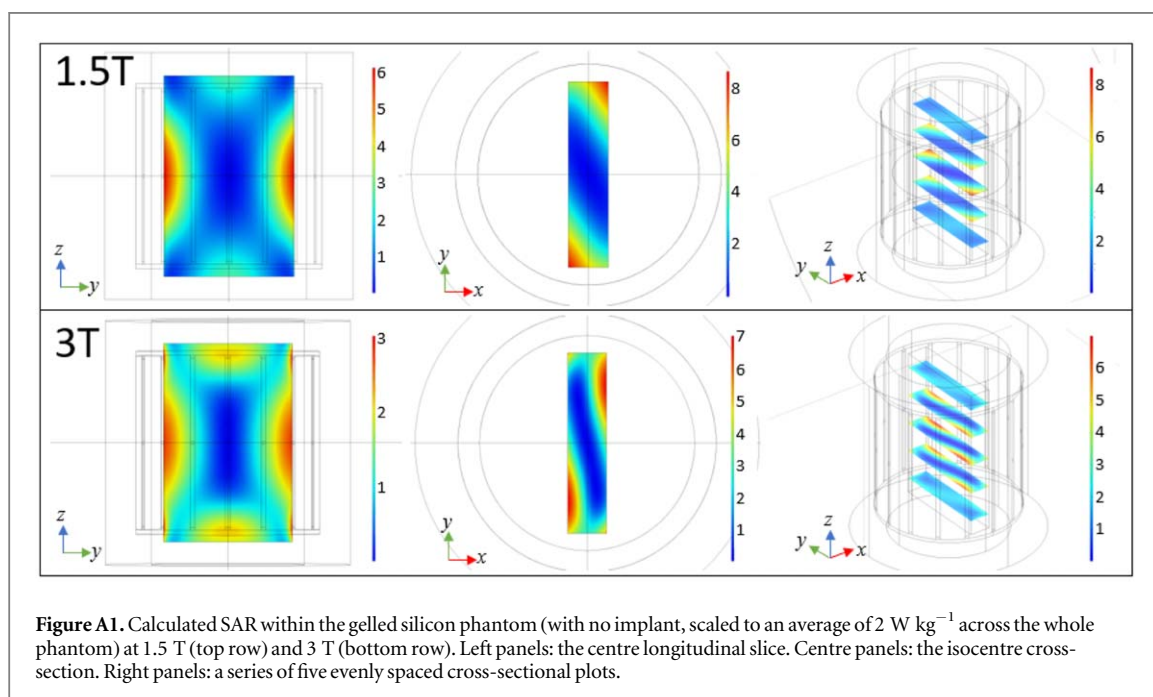 1.5T
6
5
4
3
2
1
z
y
8
6
4
2
y
x
8
6
4
2
z
y
x
3T
3
2
1
z
y
7
6
5
4
3
2
1
y
x
6
5
4
3
2
1
z
y
x
Figure A1. Calculated SAR within the gelled silicon phantom (with no implant, scaled to an average of 2 W kg−1 across the whole
phantom) at 1.5 T (top row) and 3 T (bottom row). Left panels: the centre longitudinal slice. Centre panels: the isocentre cross-
section. Right panels: a series of five evenly spaced cross-sectional plots.